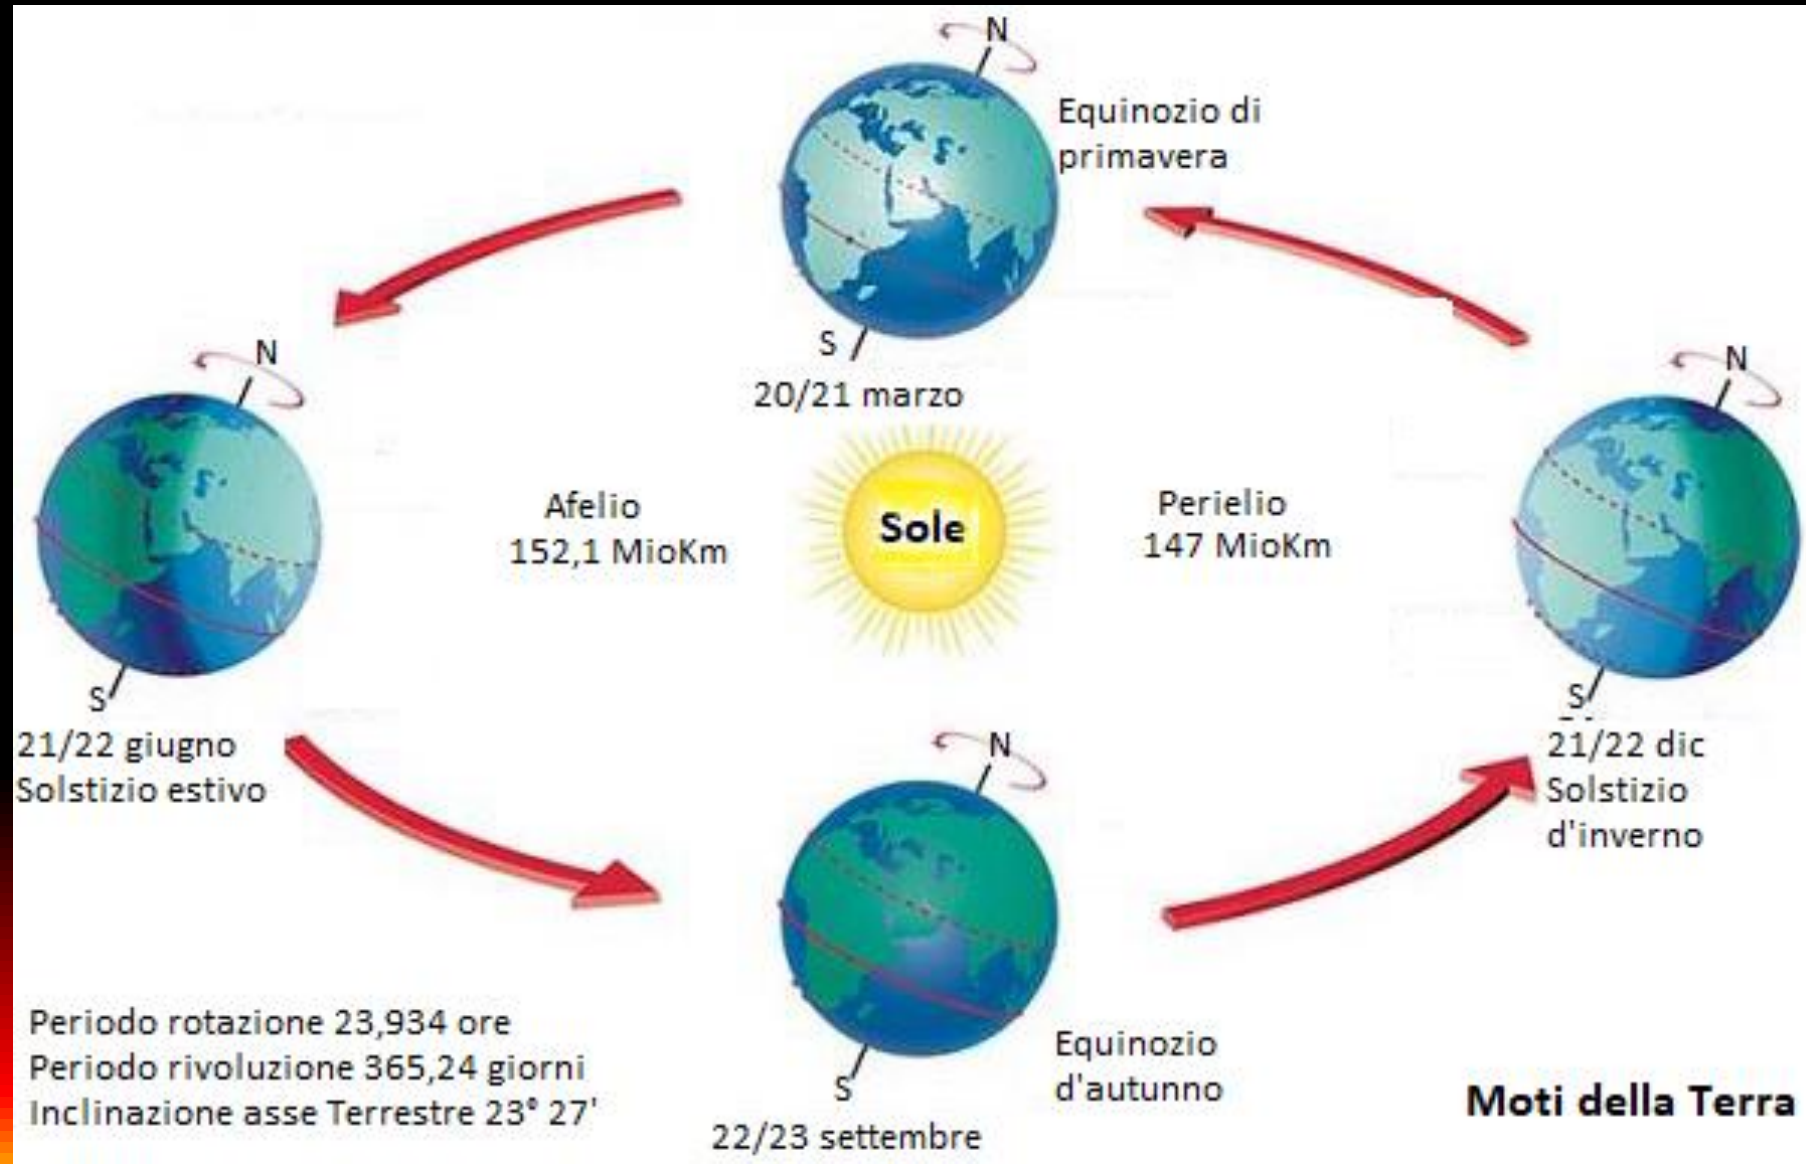 N
Equinozio di
primavera
S
20/21 marzo
N
S
21/22 giugno
Solstizio estivo
Afelio
152,1 MioKm
Sole
Perielio
147 MioKm
N
S
21/22 dic
Solstizio
d'inverno
N
S
Equinozio
d'autunno
22/23 settembre
Periodo rotazione 23,934 ore
Periodo rivoluzione 365,24 giorni
Inclinazione asse Terrestre 23° 27'
Moti della Terra